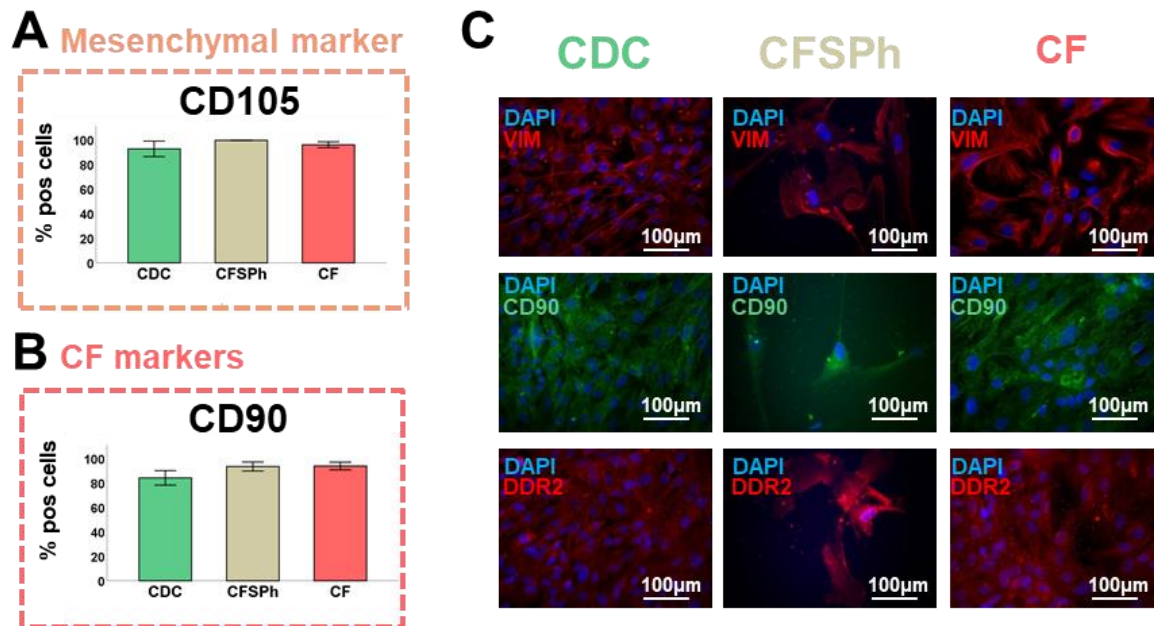 A Mesenchymal marker
CD105
% pos cells
100
80
60
40
20
0
CDC CFSPh CF
B CF markers
CD90
% pos cells
100
80
60
40
20
0
CDC CFSPh CF
C
CDC CFSPh CF
DAPI
VIM
100µm
DAPI
VIM
100µm
DAPI
VIM
100µm
DAPI
CD90
100µm
DAPI
CD90
100µm
DAPI
CD90
100µm
DAPI
DDR2
100µm
DAPI
DDR2
100µm
DAPI
DDR2
100µm